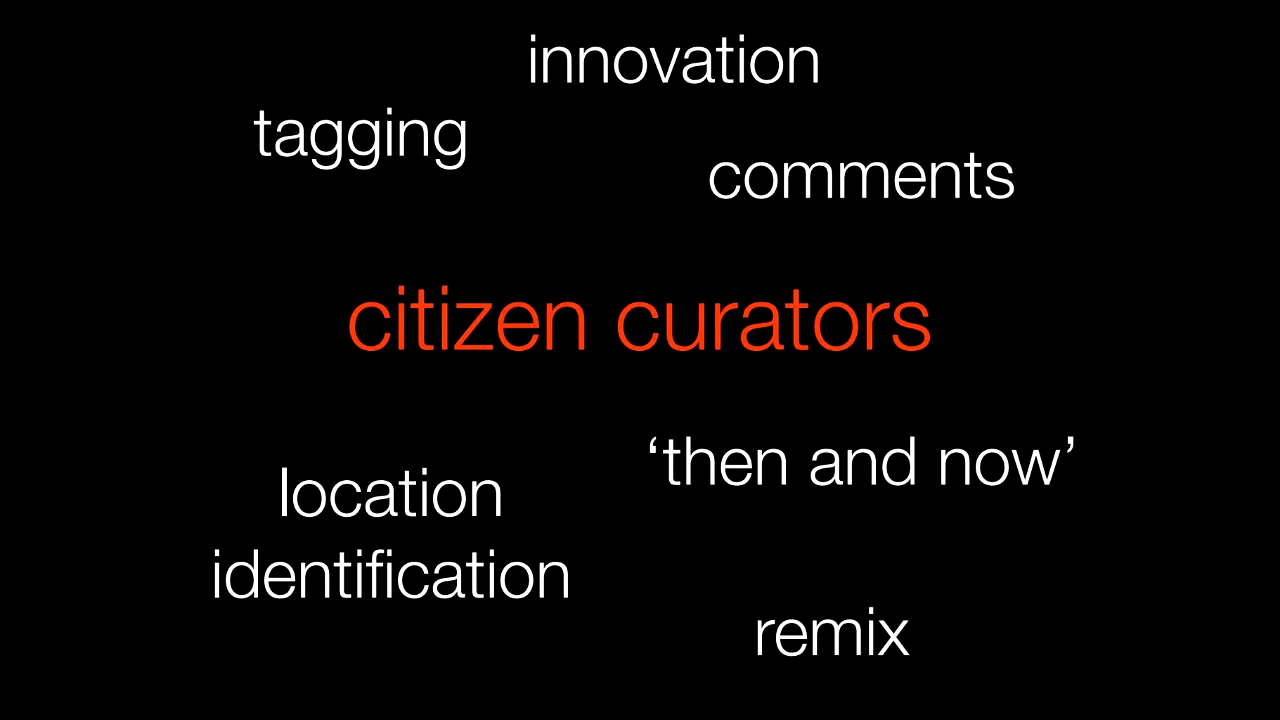 innovation
tagging
comments
citizen curators
‘then and now’
location
identification
remix